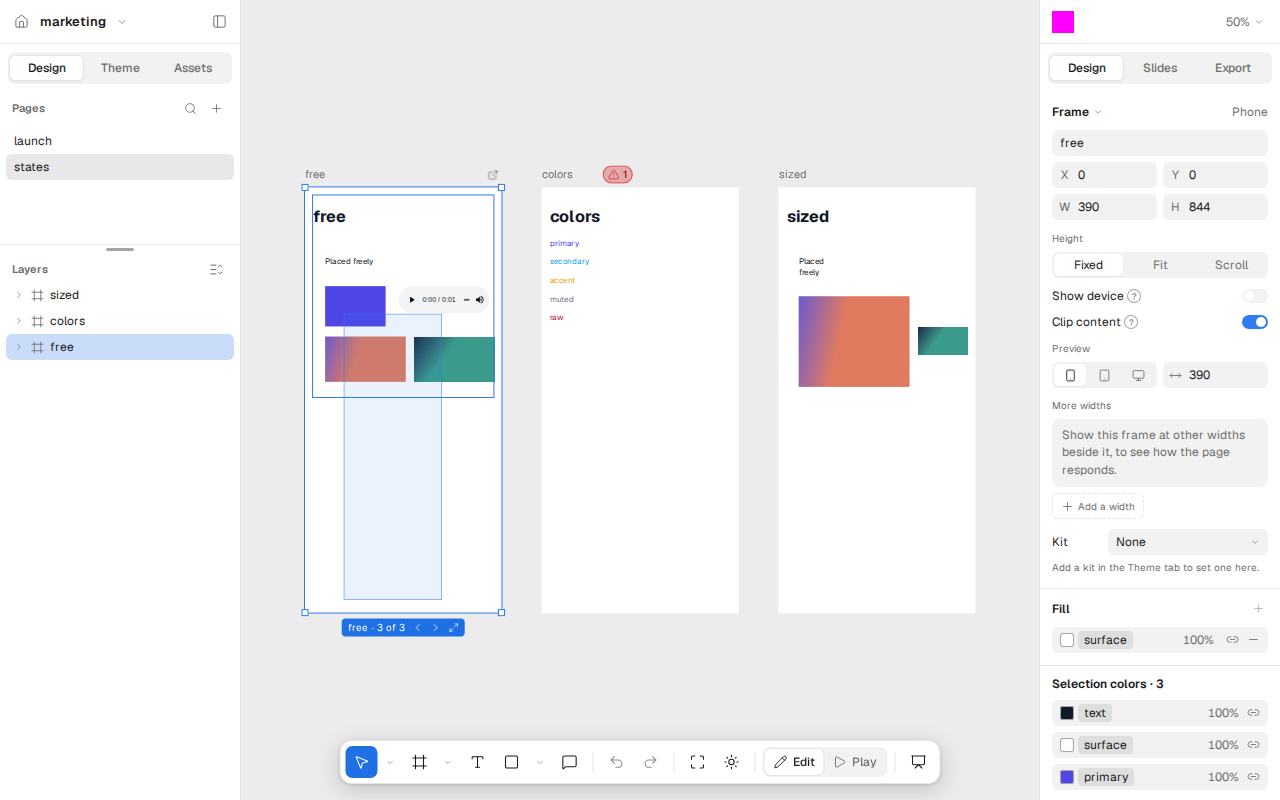 marketing
Design
Theme
Assets
Pages
launch
states
Layers
sized
colors
free
free
free
Placed freely
0:00 / 0:01
free - 3 of 3
colors
1
colors
primary
secondary
accent
muted
raw
sized
sized
Placed
freely
Edit
Play
50%
Design
Slides
Export
Frame
Phone
free
X 0
Y 0
W 390
H 844
Height
Fixed
Fit
Scroll
Show device ?
Clip content ?
Preview
390
More widths
Show this frame at other widths
beside it, to see how the page
responds.
Add a width
Kit
None
Add a kit in the Theme tab to set one here.
Fill
surface 100%
Selection colors · 3
text 100%
surface 100%
primary 100%